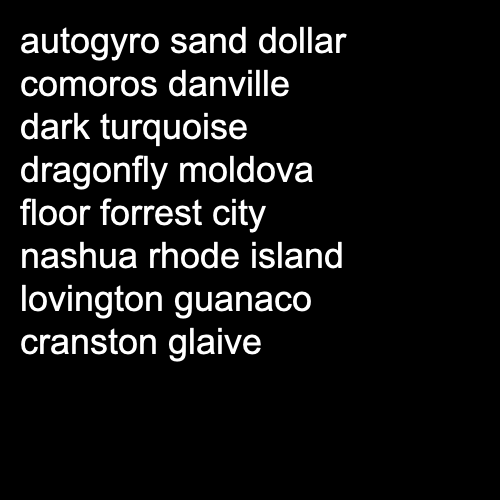 autogyro sand dollar
comoros danville
dark turquoise
dragonfly moldova
floor forrest city
nashua rhode island
lovington guanaco
cranston glaive